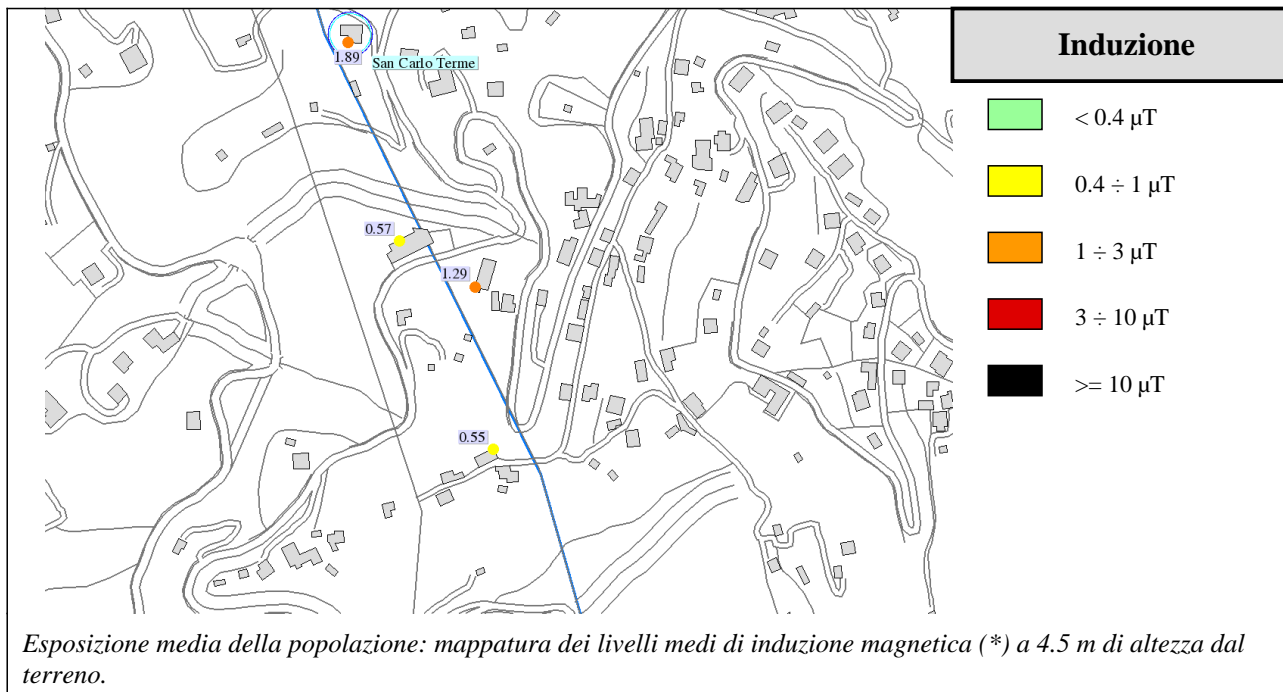 Induzione
1.89
San Carlo Terme
0.57
1.29
0.55
< 0.4 µT
0.4 ÷ 1 µT
1 ÷ 3 µT
3 ÷ 10 µT
>= 10 µT
Esposizione media della popolazione: mappatura dei livelli medi di induzione magnetica (*) a 4.5 m di altezza dal
terreno.